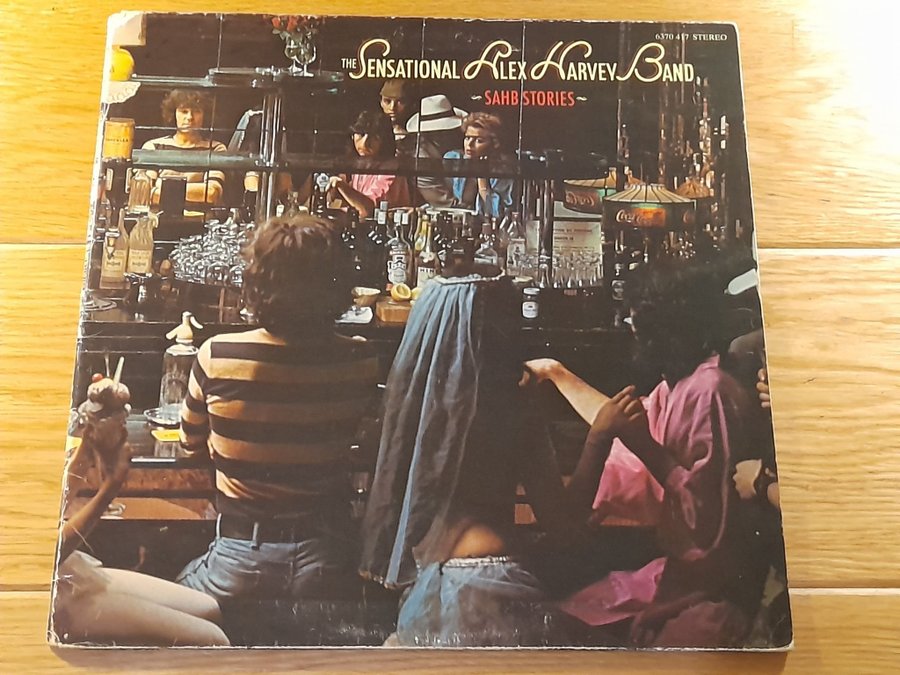 6370 417 STEREO
THE SENSATIONAL ALEX HARVEY BAND
~SAHB STORIES~
Coca-Cola